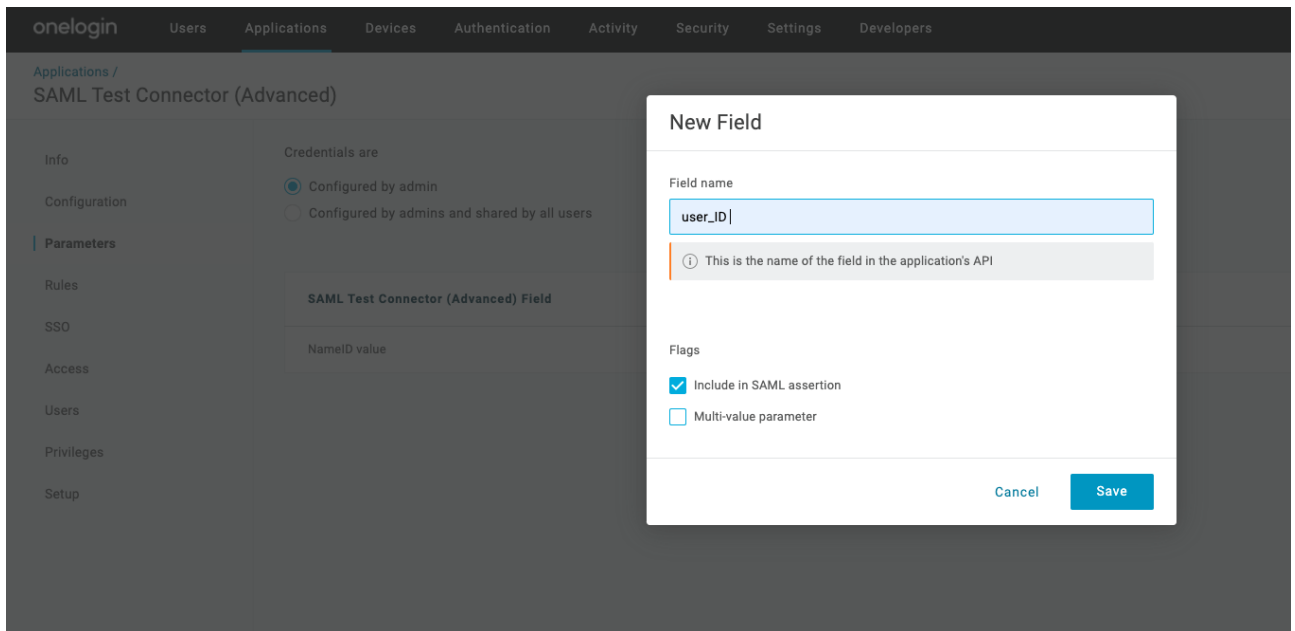 onelogin Users Applications Devices Authentication Activity Security Settings Developers
Applications /
SAML Test Connector (Advanced)
Info
Configuration
Parameters
Rules
SSO
Access
Users
Privileges
Setup
Credentials are
Configured by admin
Configured by admins and shared by all users
SAML Test Connector (Advanced) Field
NameID value
New Field
Field name
user_ID
This is the name of the field in the application's API
Flags
Include in SAML assertion
Multi-value parameter
Cancel Save